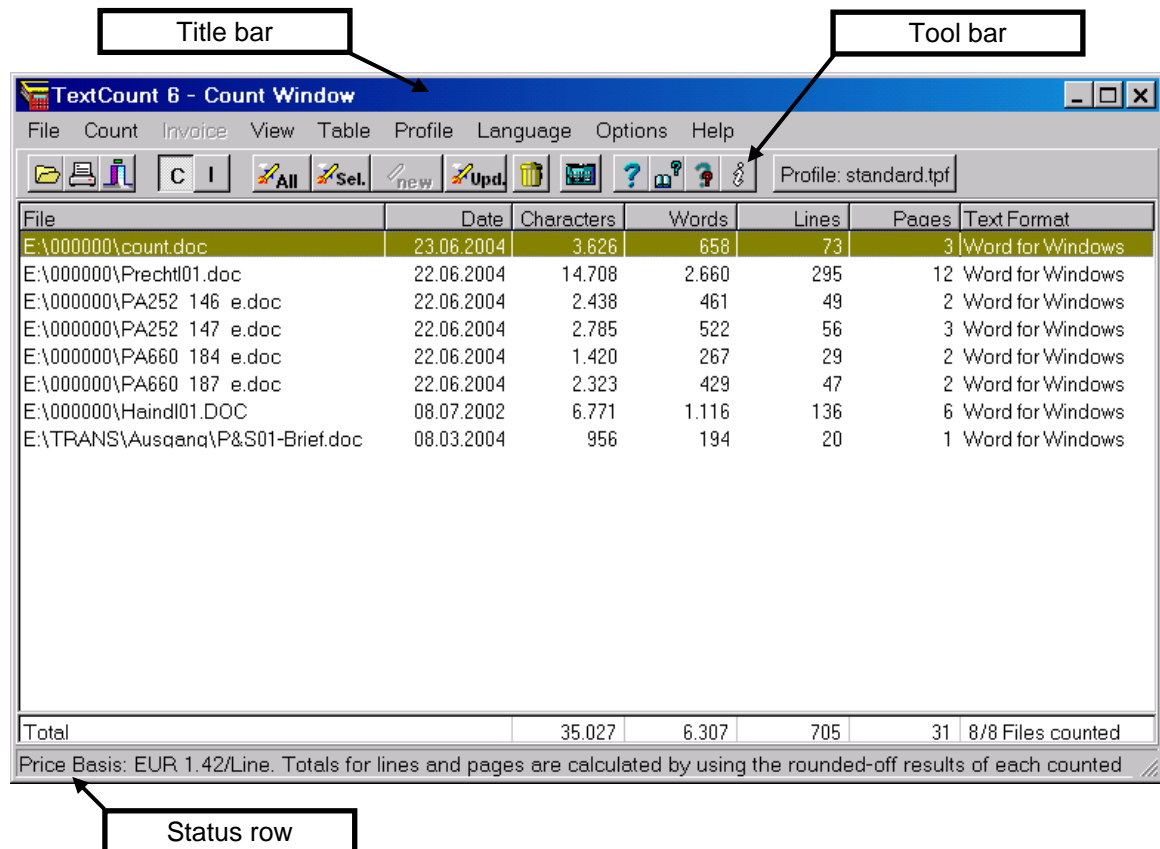 Title bar
Tool bar
TextCount 6 - Count Window
File Count Invoice View Table Profile Language Options Help
C I All Sel. new Upd. Profile: standard.tpf
File Date Characters Words Lines Pages Text Format
E:\000000\count.doc 23.06.2004 3.626 658 73 3 Word for Windows
E:\000000\Prechtl01.doc 22.06.2004 14.708 2.660 295 12 Word for Windows
E:\000000\PA252_146_e.doc 22.06.2004 2.438 461 49 2 Word for Windows
E:\000000\PA252_147_e.doc 22.06.2004 2.785 522 56 3 Word for Windows
E:\000000\PA660_184_e.doc 22.06.2004 1.420 267 29 2 Word for Windows
E:\000000\PA660_187_e.doc 22.06.2004 2.323 429 47 2 Word for Windows
E:\000000\Haindl01.DOC 08.07.2002 6.771 1.116 136 6 Word for Windows
E:\TRANS\Ausgang\P&S01-Brief.doc 08.03.2004 956 194 20 1 Word for Windows
Total 35.027 6.307 705 31 8/8 Files counted
Price Basis: EUR 1.42/Line. Totals for lines and pages are calculated by using the rounded-off results of each counted
Status row